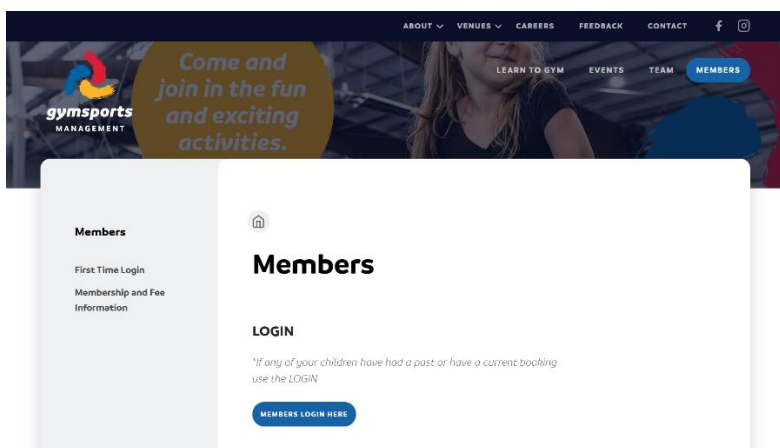 ABOUT VENUES CAREERS FEEDBACK CONTACT
Come and
join in the fun
and exciting
activities.
LEARN TO GYM EVENTS TEAM MEMBERS
gymsports
MANAGEMENT
Members
First Time Login
Membership and Fee
Information
Members
LOGIN
*If any of your children have had a past or have a current booking
use the LOGIN
MEMBERS LOGIN HERE